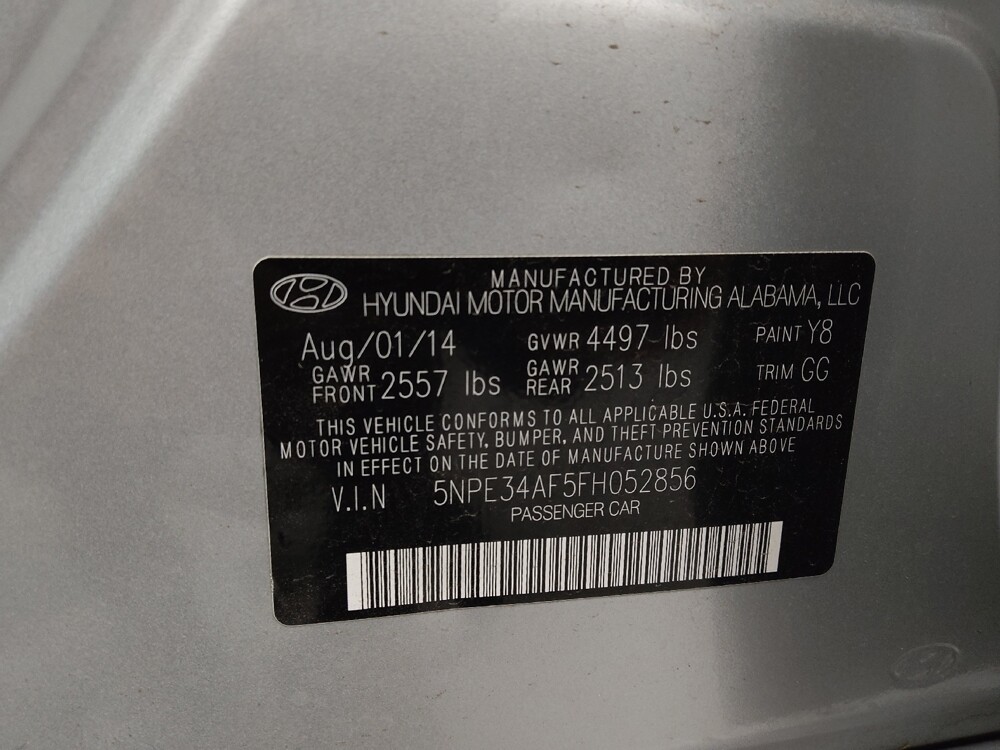 MANUFACTURED BY
HYUNDAI MOTOR MANUFACTURING ALABAMA, LLC
Aug/01/14 GVWR 4497 lbs PAINT Y8
GAWR FRONT 2557 lbs GAWR REAR 2513 lbs TRIM GG
THIS VEHICLE CONFORMS TO ALL APPLICABLE U.S.A. FEDERAL
MOTOR VEHICLE SAFETY, BUMPER, AND THEFT PREVENTION STANDARDS
IN EFFECT ON THE DATE OF MANUFACTURE SHOWN ABOVE
V.I.N 5NPE34AF5FH052856
PASSENGER CAR